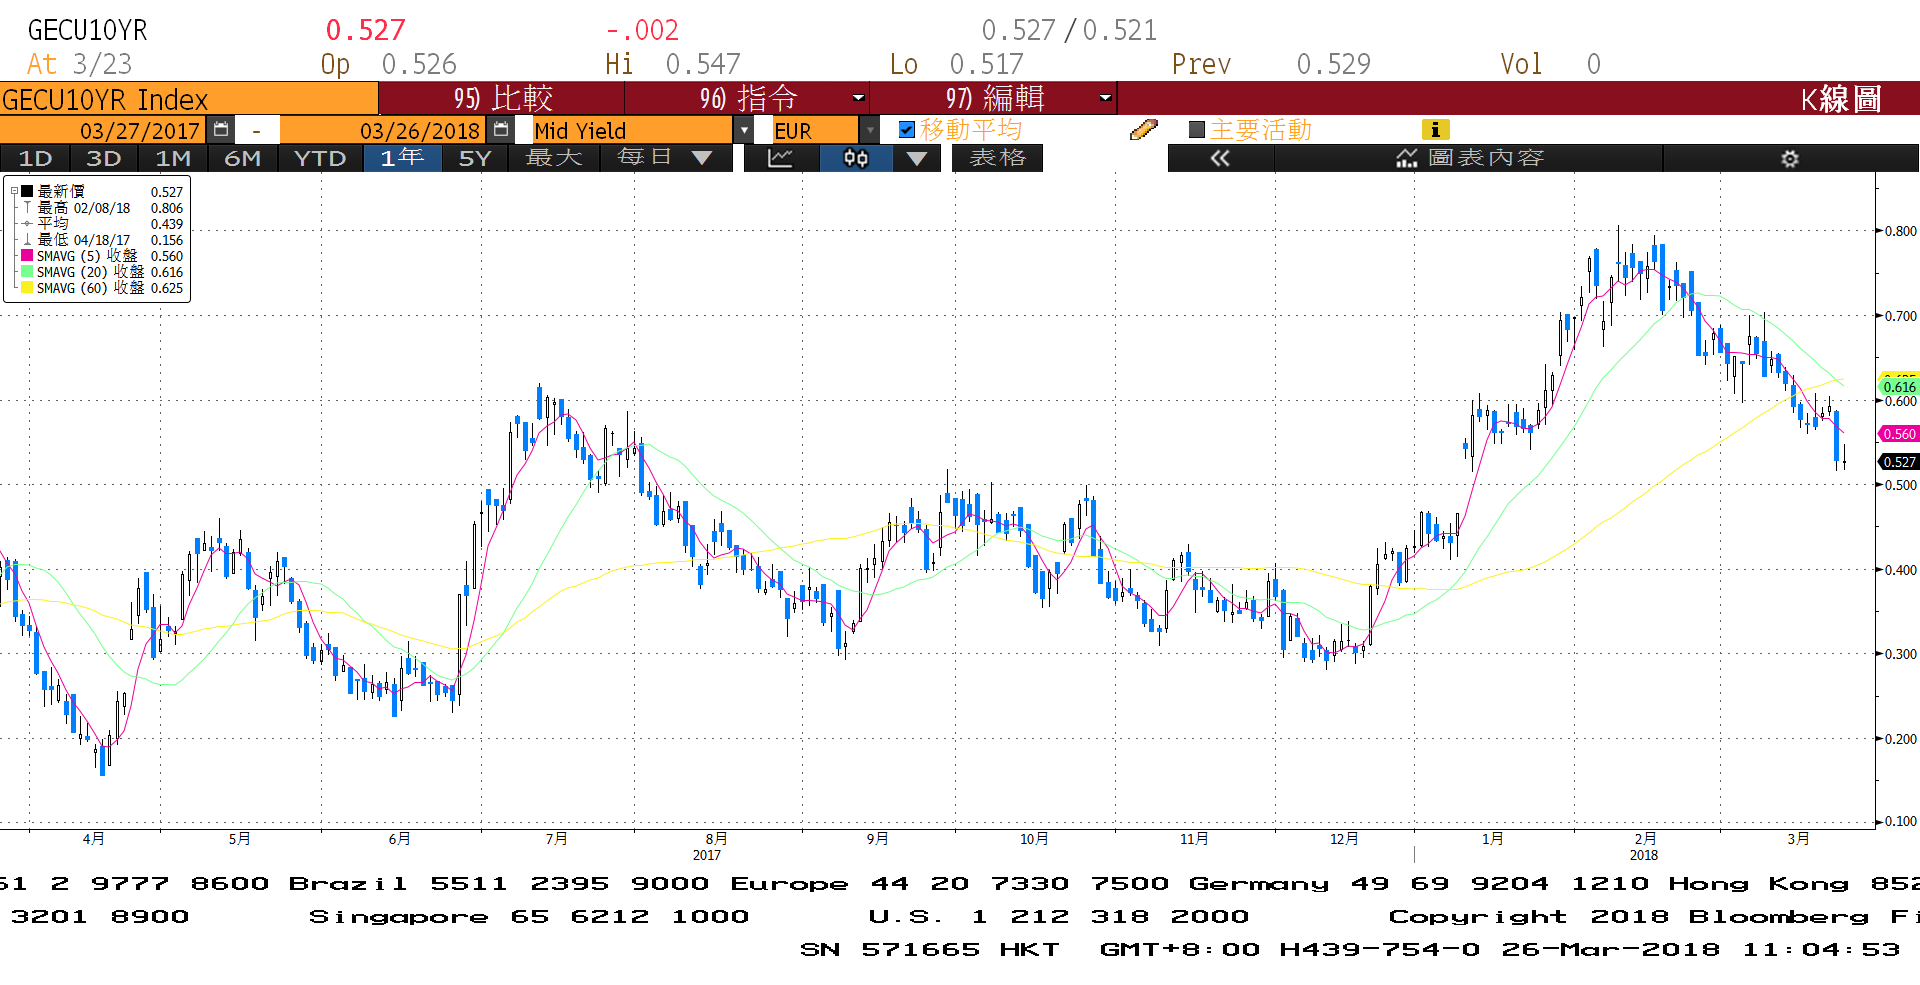 GECU10YR 0.527 -.002 0.527 / 0.521
At 3/23 Op 0.526 Hi 0.547 Lo 0.517 Prev 0.529 Vol 0
GECU10YR Index 95) 比較 96) 指令 97) 編輯 K線圖
03/27/2017 - 03/26/2018 Mid Yield EUR 移動平均 主要活動
1D 3D 1M 6M YTD 1年 5Y 最大 每日 表格 « 圖表內容
最新價 0.527
最高 02/08/18 0.806
平均 0.439
最低 04/18/17 0.156
SMAVG (5) 收盤 0.560
SMAVG (20) 收盤 0.616
SMAVG (60) 收盤 0.625
0.800
0.700
0.616
0.600
0.560
0.527
0.500
0.400
0.300
0.200
0.100
4月 5月 6月 7月 8月 9月 10月 11月 12月 1月 2月 3月
2017 2018
61 2 9777 8600 Brazil 5511 2395 9000 Europe 44 20 7330 7500 Germany 49 69 9204 1210 Hong Kong 852
3201 8900 Singapore 65 6212 1000 U.S. 1 212 318 2000 Copyright 2018 Bloomberg Fi
SN 571665 HKT GMT+8:00 H439-754-0 26-Mar-2018 11:04:53